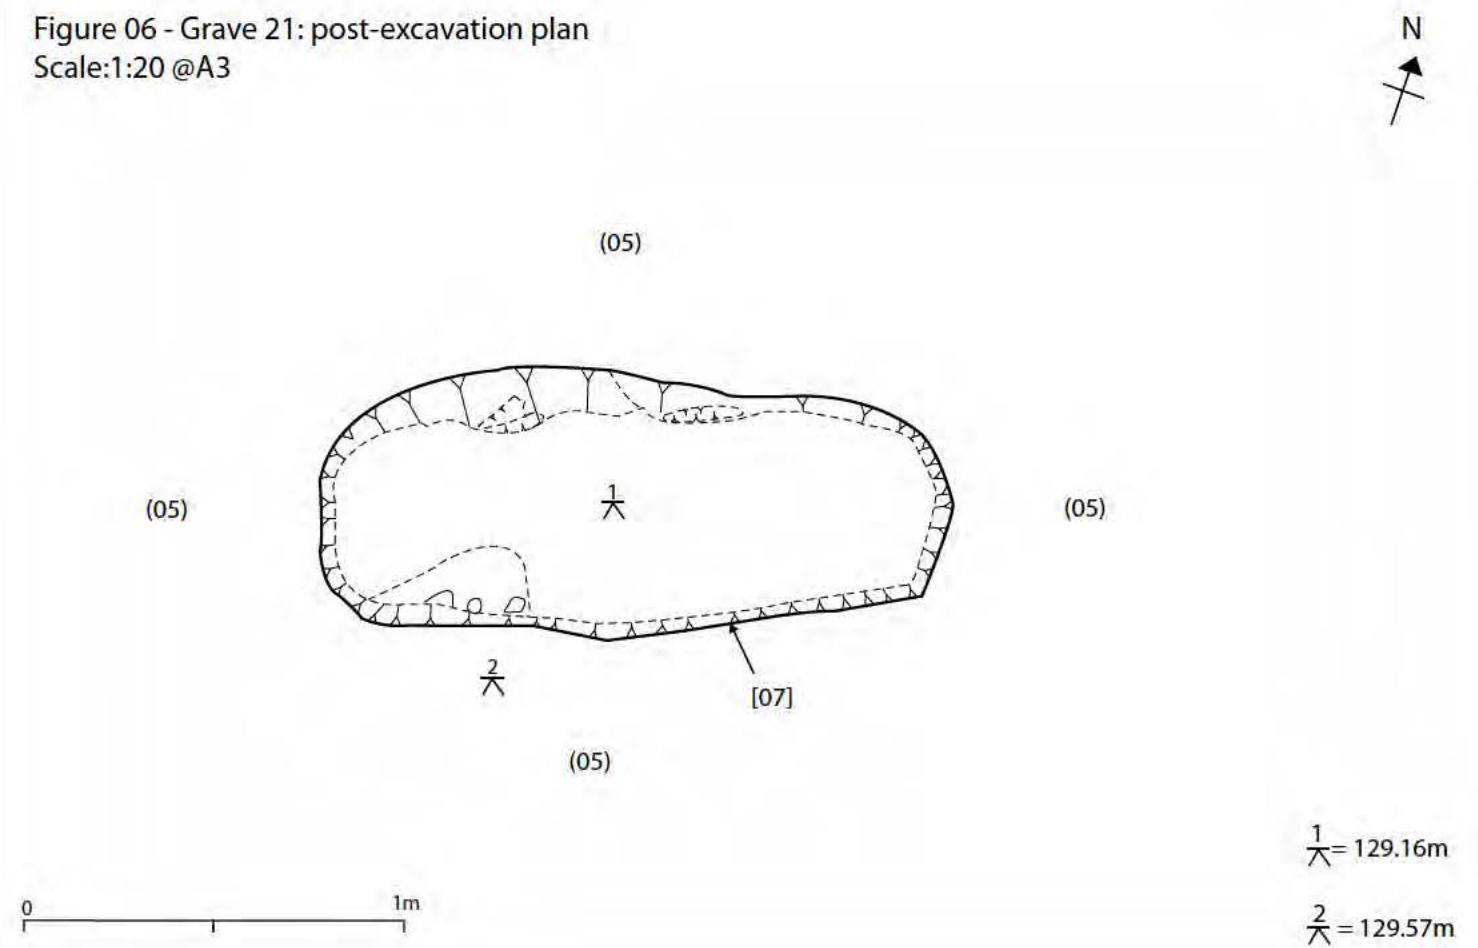 Figure 06 - Grave 21: post-excavation plan
Scale:1:20 @A3
N
(05)
(05)
1
(05)
2
[07]
(05)
1 = 129.16m
0 1m
2 = 129.57m